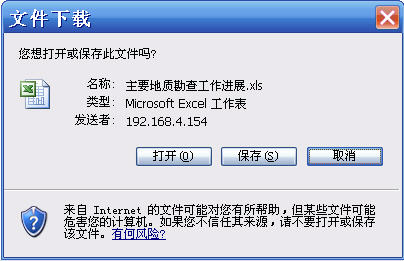 文件下载
您想打开或保存此文件吗?
名称: 主要地质勘查工作进展.xls
类型: Microsoft Excel 工作表
发送者: 192.168.4.154
打开(O) 保存(S) 取消
来自 Internet 的文件可能对您有所帮助，但某些文件可能
危害您的计算机。如果您不信任其来源，请不要打开或保存
该文件。有何风险?